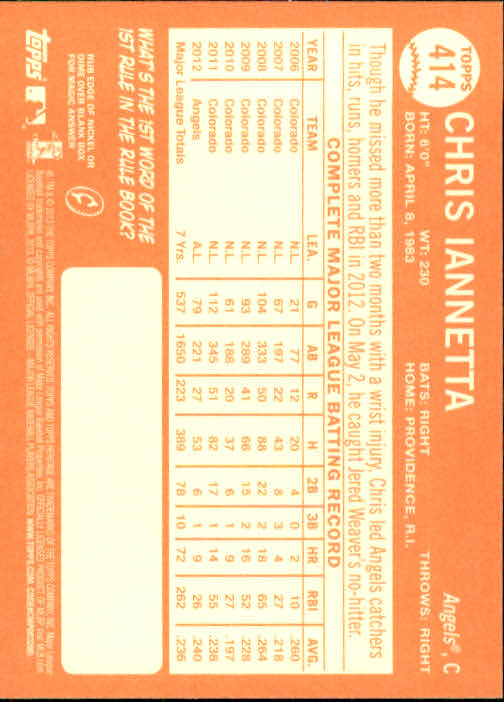 TOPPS
414
CHRIS IANNETTA
Angels®, C
HT: 6'0" WT: 230 BATS: RIGHT THROWS: RIGHT
BORN: APRIL 8, 1983 HOME: PROVIDENCE, R.I.
Though he missed more than two months with a wrist injury, Chris led Angels catchers
in hits, runs, homers and RBI in 2012. On May 2, he caught Jered Weaver's no-hitter.
COMPLETE MAJOR LEAGUE BATTING RECORD
YEAR TEAM LEA. G AB R H 2B 3B HR RBI AVG.
2006 Colorado N.L. 21 77 12 20 4 0 2 10 .260
2007 Colorado N.L. 67 197 22 43 8 3 4 27 .218
2008 Colorado N.L. 104 333 50 88 22 2 18 65 .264
2009 Colorado N.L. 93 289 41 66 15 2 16 52 .228
2010 Colorado N.L. 61 188 20 37 6 1 9 27 .197
2011 Colorado N.L. 112 345 51 82 17 1 14 55 .238
2012 Angels A.L. 79 221 27 53 6 1 9 26 .240
Major League Totals 7 Yrs. 537 1650 223 389 78 10 72 262 .236
WHAT'S THE 1ST WORD OF THE
1ST RULE IN THE RULE BOOK?
RUB EDGE OF NICKEL OR
DIME OVER BLANK BOX
FOR MAGIC ANSWER
Topps